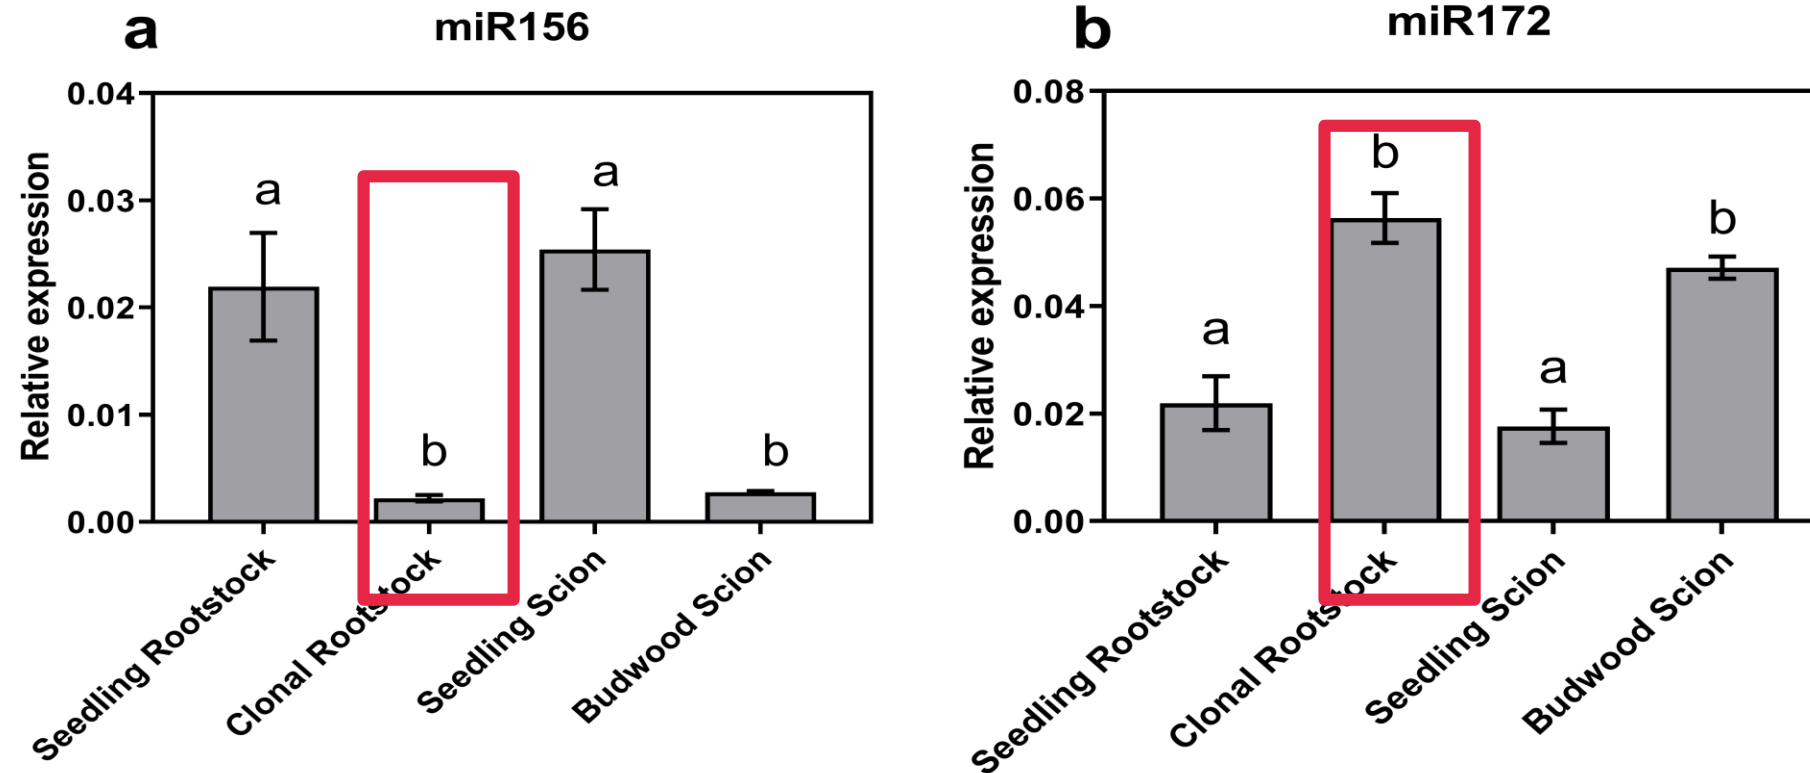 a
miR156
Relative expression
0.04
0.03
0.02
0.01
0.00
a
b
a
b
Seedling Rootstock
Clonal Rootstock
Seedling Scion
Budwood Scion
b
miR172
Relative expression
0.08
0.06
0.04
0.02
0.00
a
b
a
b
Seedling Rootstock
Clonal Rootstock
Seedling Scion
Budwood Scion